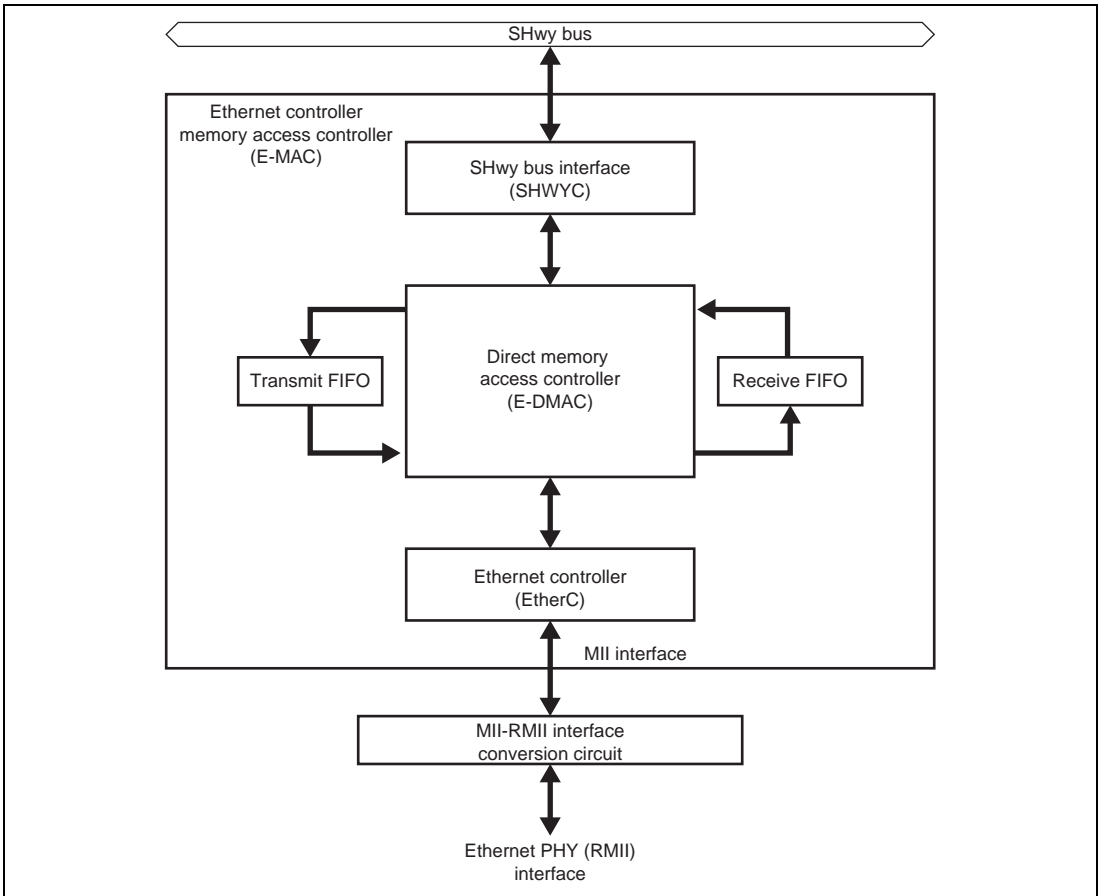 SHwy bus
Ethernet controller
memory access controller
(E-MAC)
SHwy bus interface
(SHWYC)
Direct memory
access controller
(E-DMAC)
Transmit FIFO
Receive FIFO
Ethernet controller
(EtherC)
MII interface
MII-RMII interface
conversion circuit
Ethernet PHY (RMII)
interface